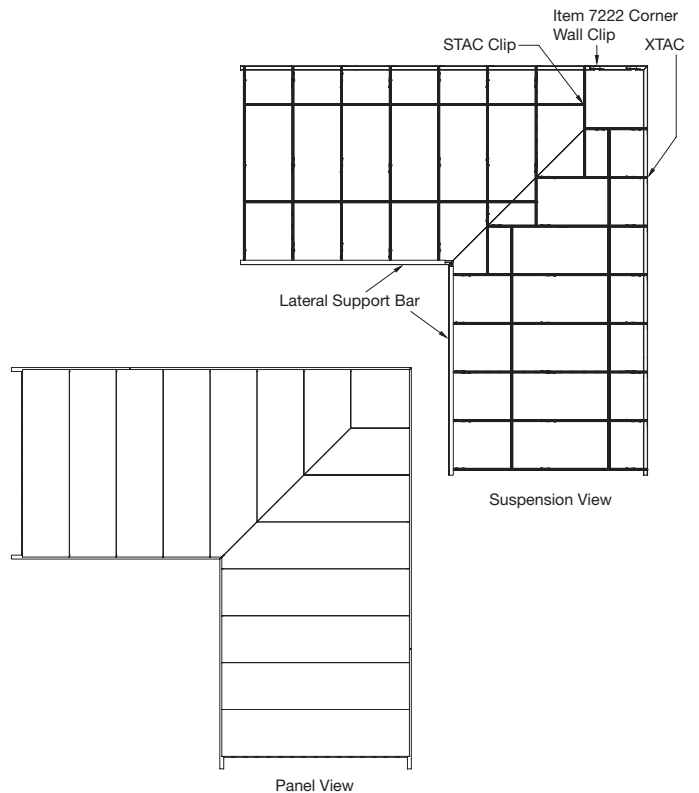 Item 7222 Corner
Wall Clip
STAC Clip
XTAC
Lateral Support Bar
Suspension View
Panel View